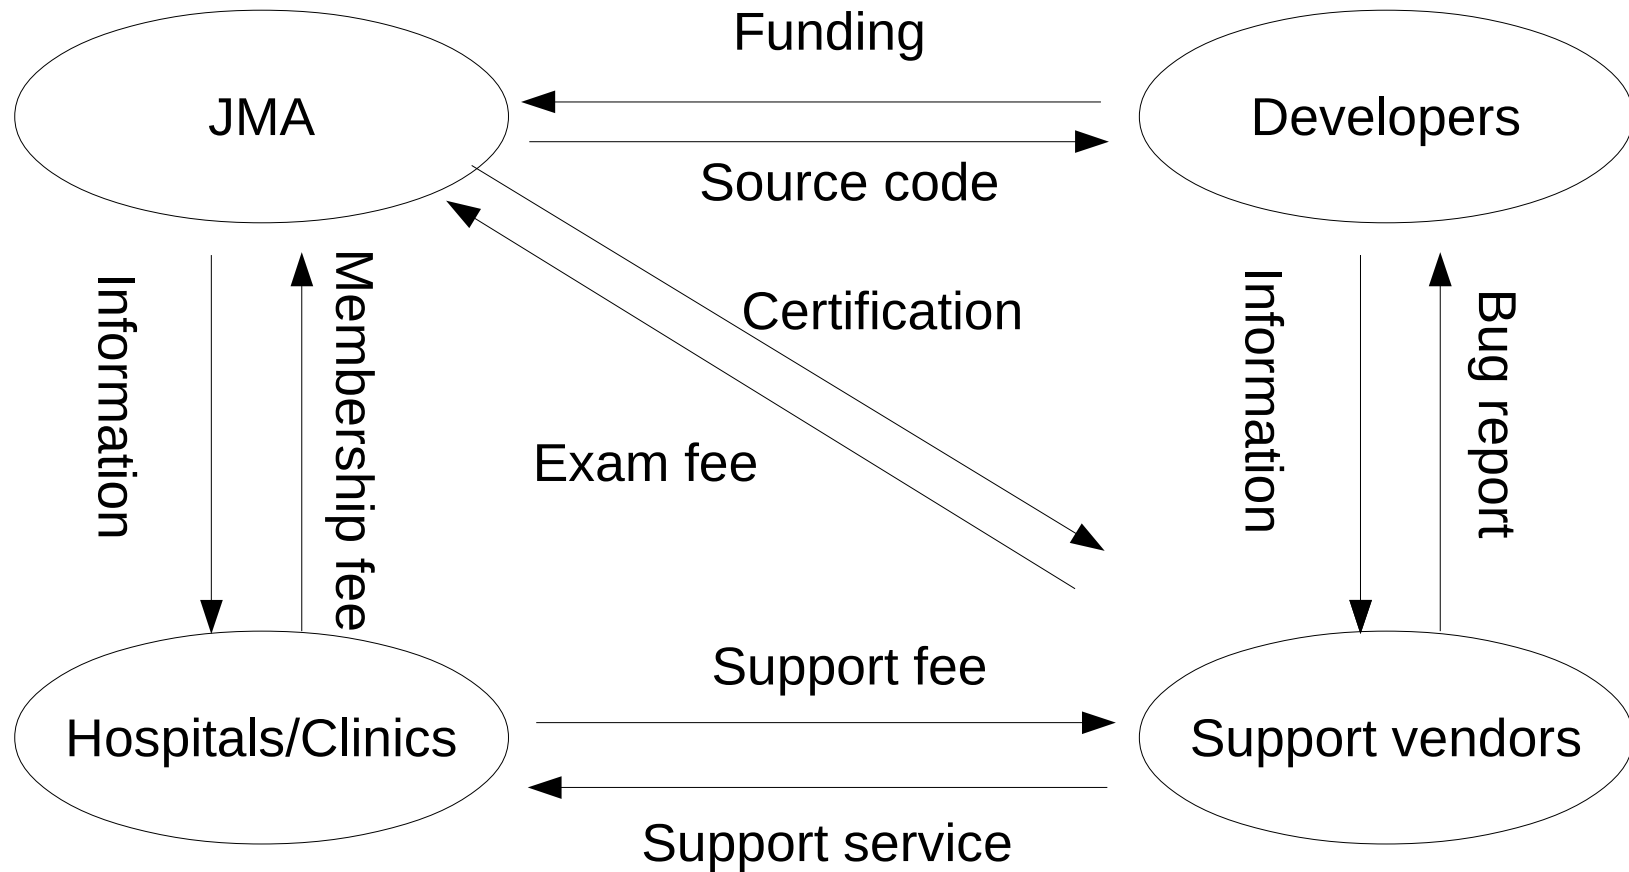 Funding
JMA
Developers
Source code
Information
Membership fee
Certification
Exam fee
Information
Bug report
Support fee
Hospitals/Clinics
Support vendors
Support service